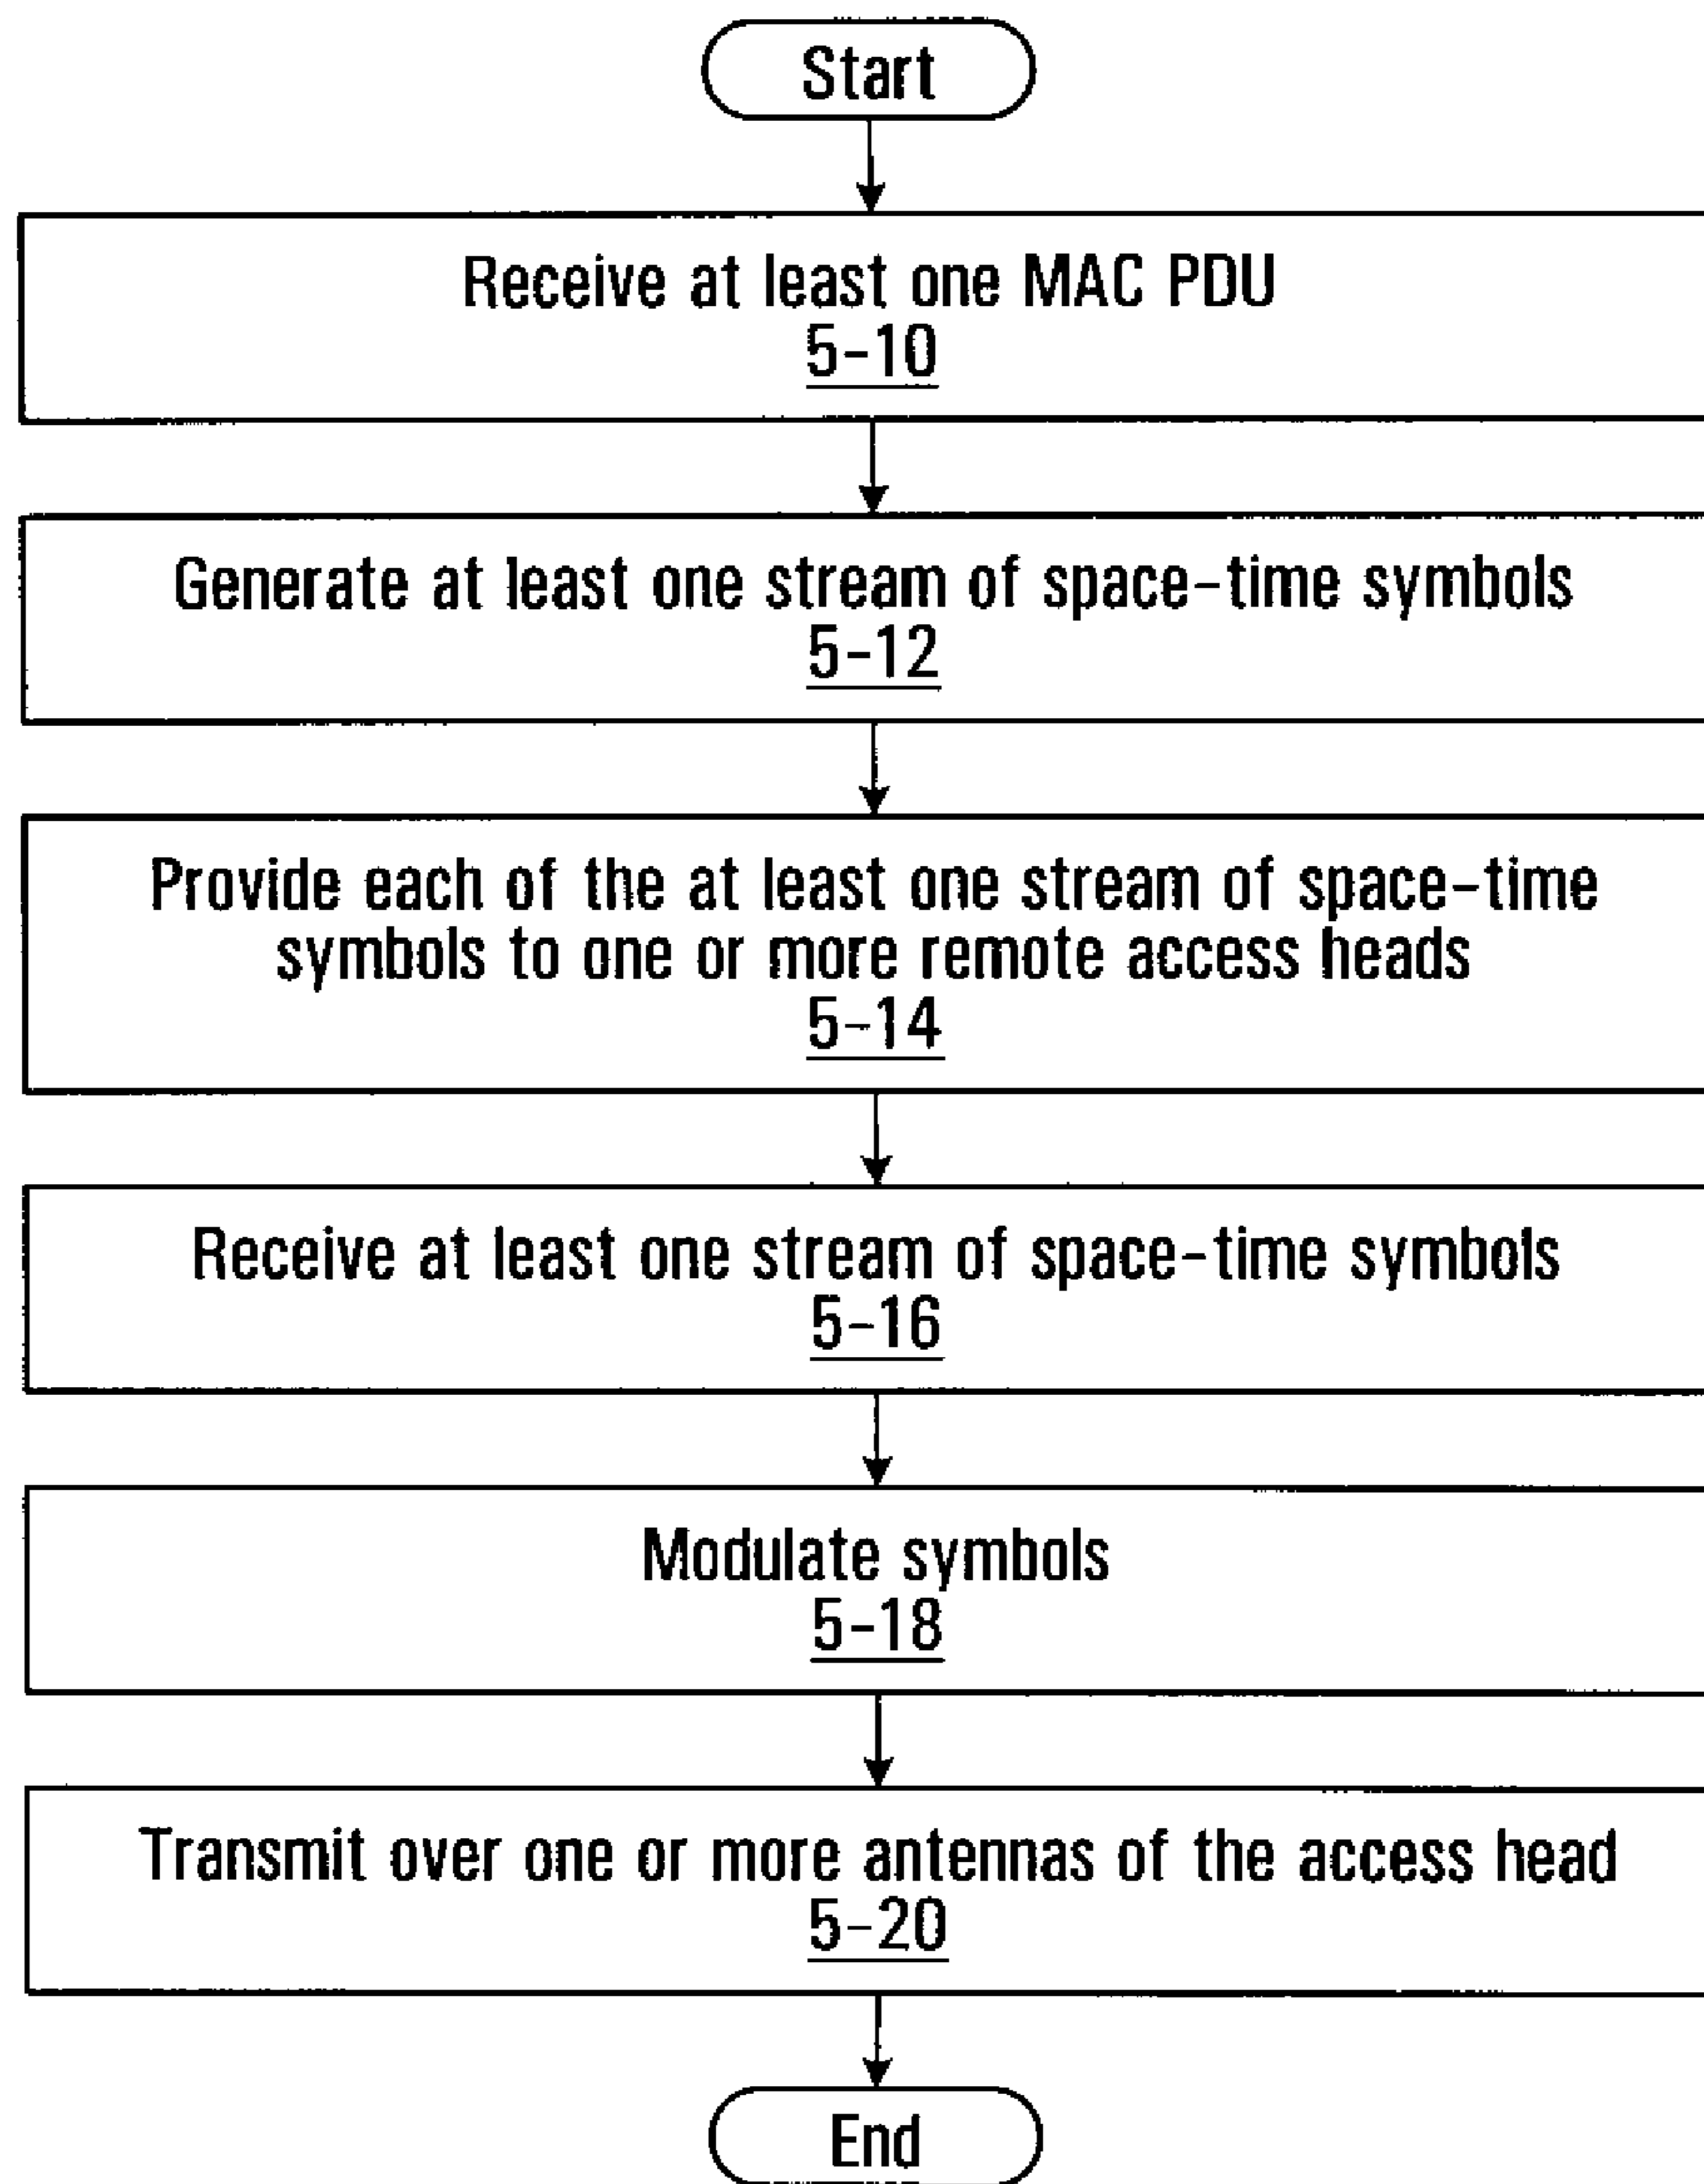 Start
Receive at least one MAC PDU
5-10
Generate at least one stream of space-time symbols
5-12
Provide each of the at least one stream of space-time
symbols to one or more remote access heads
5-14
Receive at least one stream of space-time symbols
5-16
Modulate symbols
5-18
Transmit over one or more antennas of the access head
5-20
End